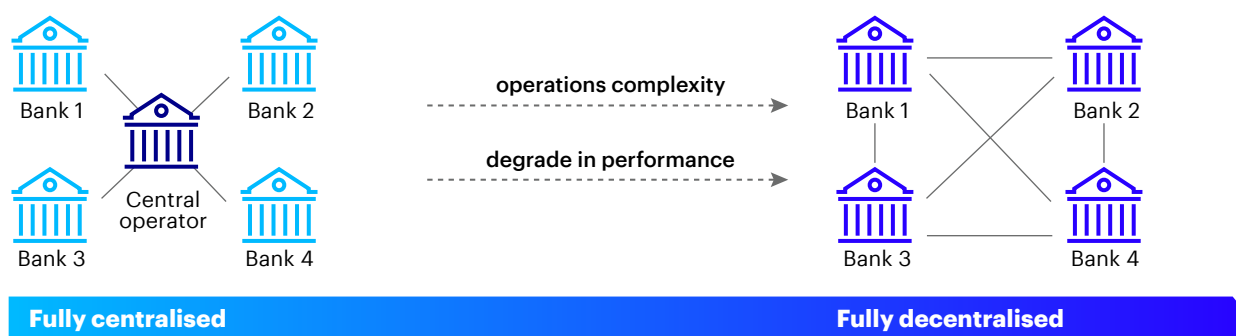 Bank 1
Bank 2
Central
operator
Bank 3
Bank 4
operations complexity
degrade in performance
Bank 1
Bank 2
Bank 3
Bank 4
Fully centralised
Fully decentralised